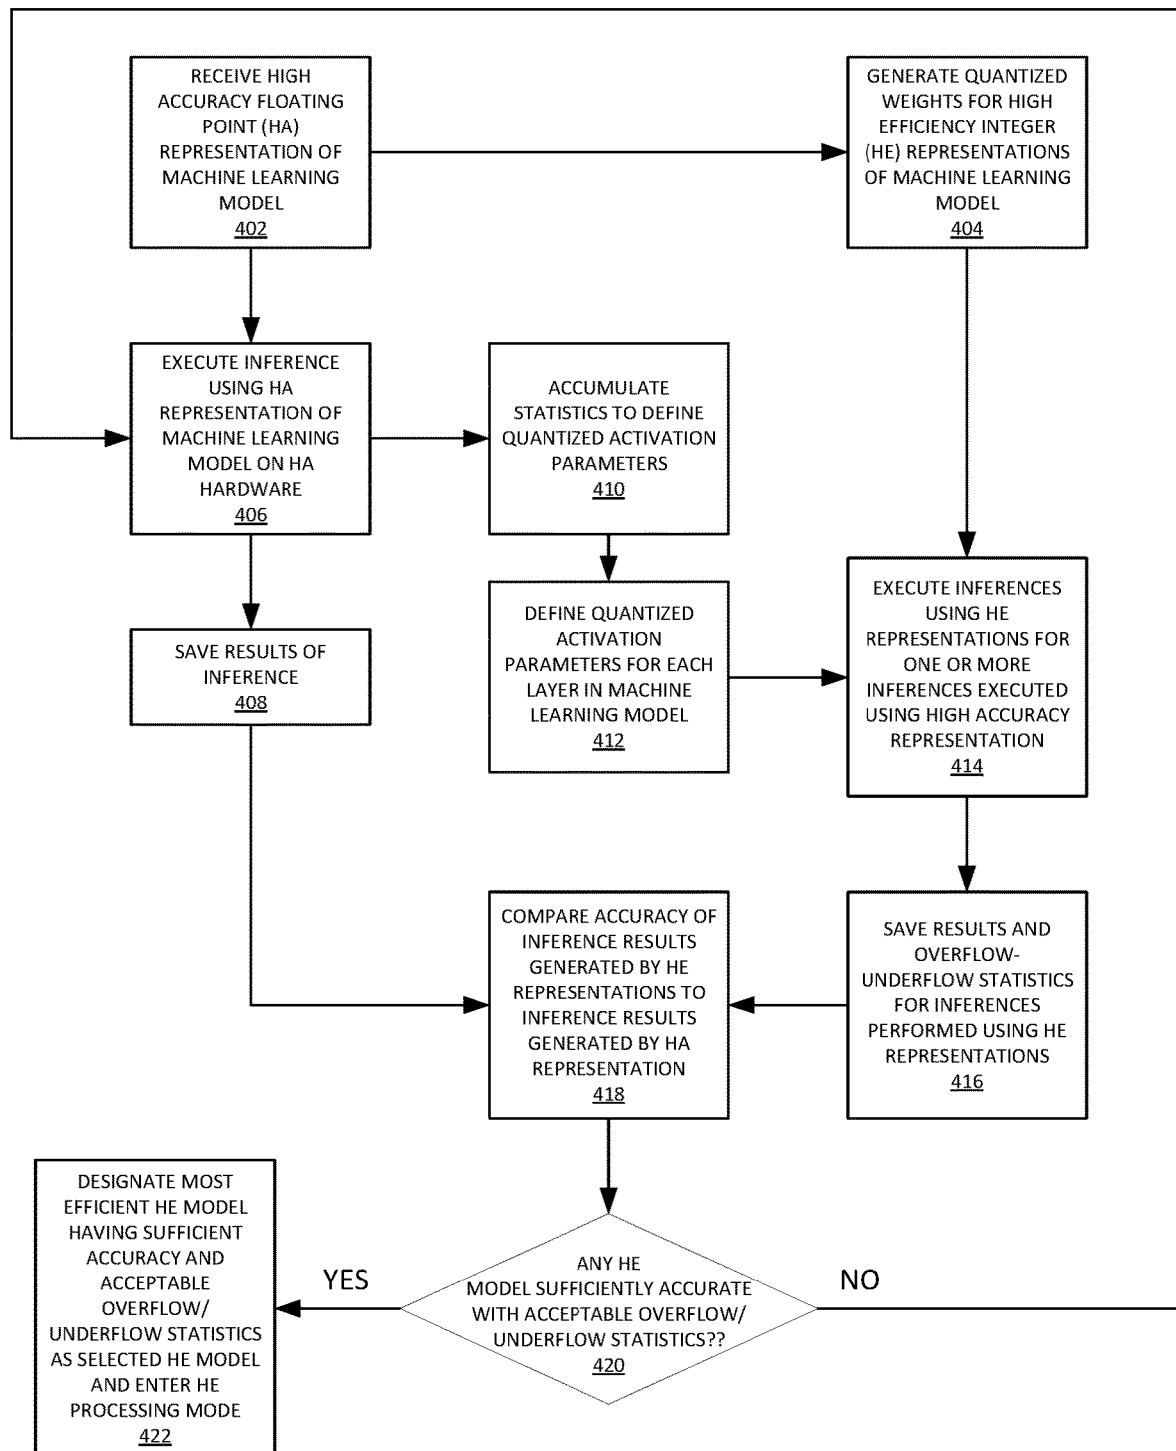 RECEIVE HIGH
ACCURACY FLOATING
POINT (HA)
REPRESENTATION OF
MACHINE LEARNING
MODEL
402
GENERATE QUANTIZED
WEIGHTS FOR HIGH
EFFICIENCY INTEGER
(HE) REPRESENTATIONS
OF MACHINE LEARNING
MODEL
404
EXECUTE INFERENCE
USING HA
REPRESENTATION OF
MACHINE LEARNING
MODEL ON HA
HARDWARE
406
ACCUMULATE
STATISTICS TO DEFINE
QUANTIZED ACTIVATION
PARAMETERS
410
SAVE RESULTS OF
INFERENCE
408
DEFINE QUANTIZED
ACTIVATION
PARAMETERS FOR EACH
LAYER IN MACHINE
LEARNING MODEL
412
EXECUTE INFERENCES
USING HE
REPRESENTATIONS FOR
ONE OR MORE
INFERENCES EXECUTED
USING HIGH ACCURACY
REPRESENTATION
414
COMPARE ACCURACY OF
INFERENCE RESULTS
GENERATED BY HE
REPRESENTATIONS TO
INFERENCE RESULTS
GENERATED BY HA
REPRESENTATION
418
SAVE RESULTS AND
OVERFLOW-
UNDERFLOW STATISTICS
FOR INFERENCES
PERFORMED USING HE
REPRESENTATIONS
416
DESIGNATE MOST
EFFICIENT HE MODEL
HAVING SUFFICIENT
ACCURACY AND
ACCEPTABLE
OVERFLOW/
UNDERFLOW STATISTICS
AS SELECTED HE MODEL
AND ENTER HE
PROCESSING MODE
422
YES
ANY HE
MODEL SUFFICIENTLY ACCURATE
WITH ACCEPTABLE OVERFLOW/
UNDERFLOW STATISTICS??
420
NO